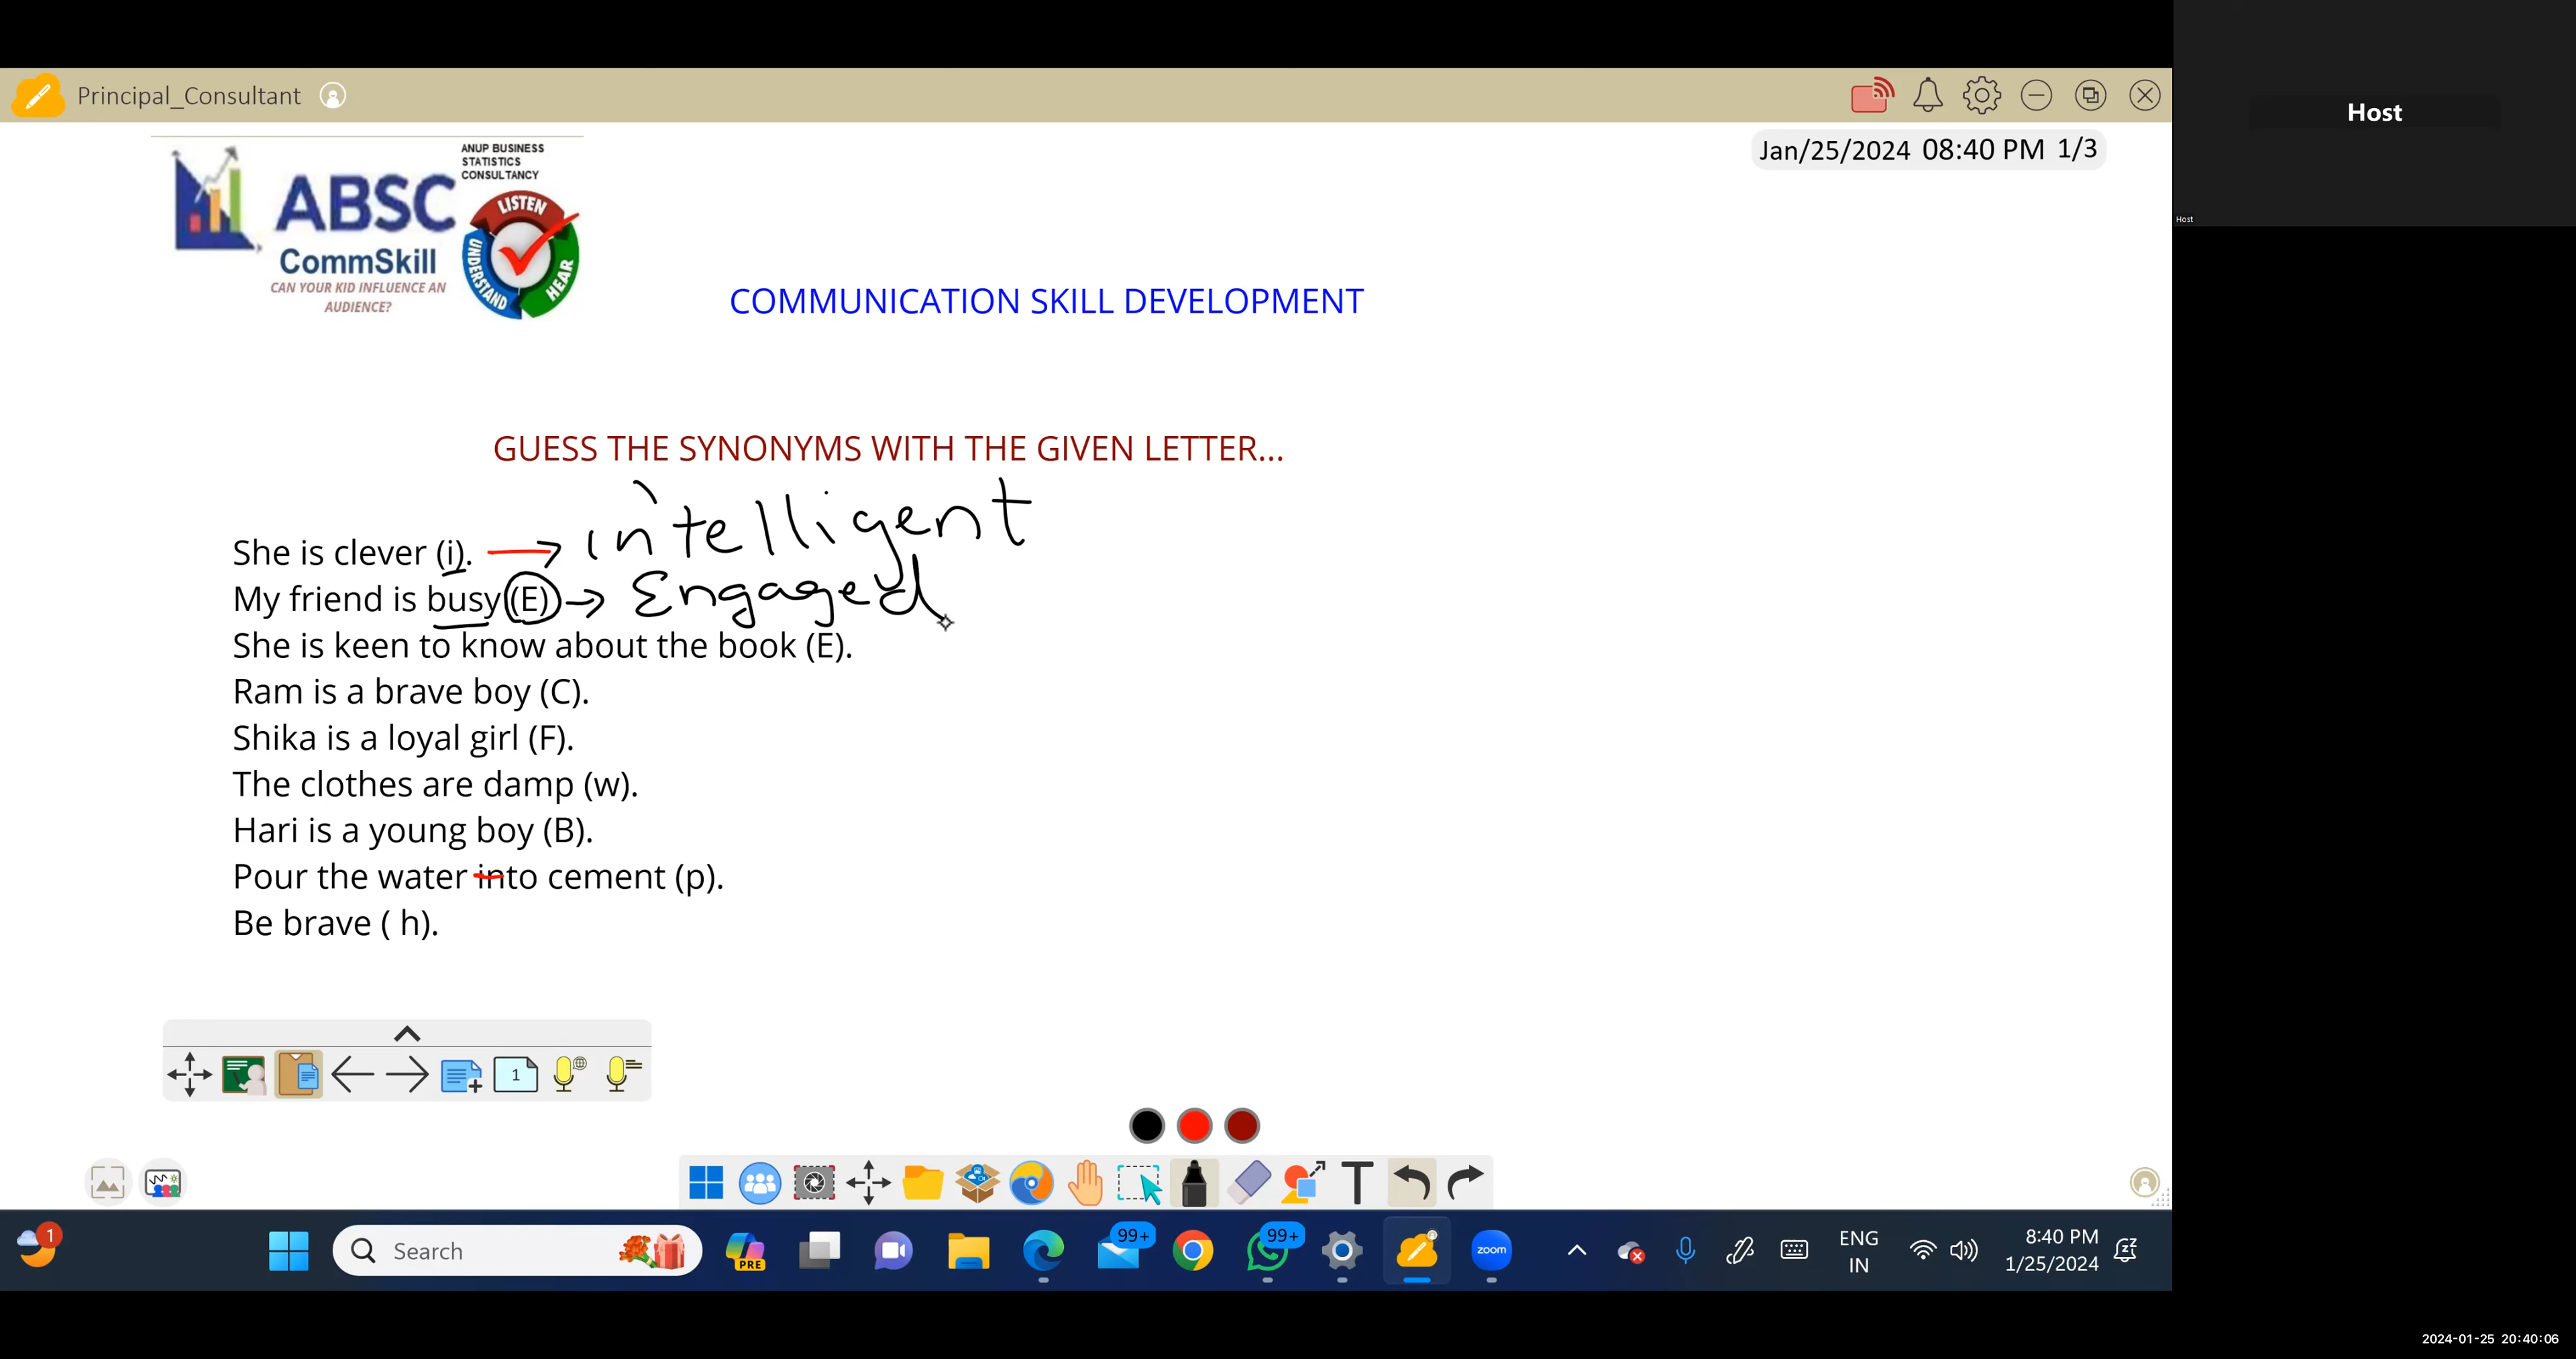 Principal_Consultant
Host
Jan/25/2024 08:40 PM 1/3
Host
ANUP BUSINESS
STATISTICS
CONSULTANCY
ABSC
CommSkill
CAN YOUR KID INFLUENCE AN
AUDIENCE?
LISTEN
UNDERSTAND
HEAR
COMMUNICATION SKILL DEVELOPMENT
GUESS THE SYNONYMS WITH THE GIVEN LETTER...
She is clever (i). → intelligent
My friend is busy (E) → Engaged
She is keen to know about the book (E).
Ram is a brave boy (C).
Shika is a loyal girl (F).
The clothes are damp (w).
Hari is a young boy (B).
Pour the water into cement (p).
Be brave ( h).
1
T
1
Search
PRE
99+
99+
zoom
ENG
IN
8:40 PM
1/25/2024
2024-01-25 20:40:06